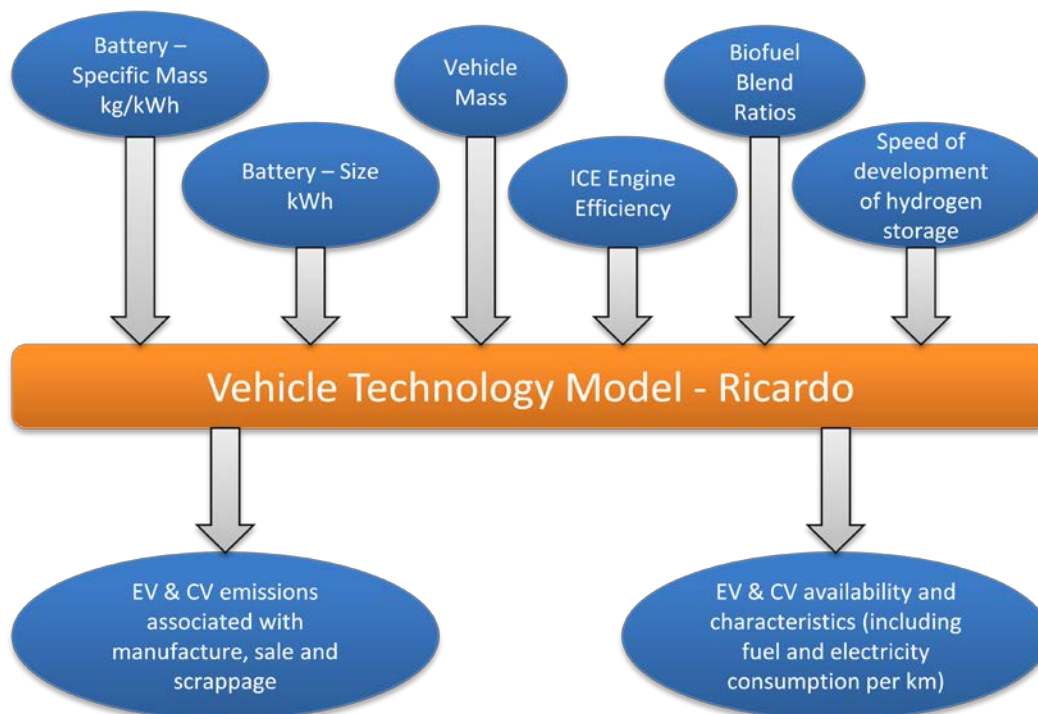 Battery –
Specific Mass
kg/kWh
Battery – Size
kWh
Vehicle
Mass
ICE Engine
Efficiency
Biofuel
Blend
Ratios
Speed of
development
of hydrogen
storage
Vehicle Technology Model - Ricardo
EV & CV emissions
associated with
manufacture, sale and
scrappage
EV & CV availability and
characteristics (including
fuel and electricity
consumption per km)